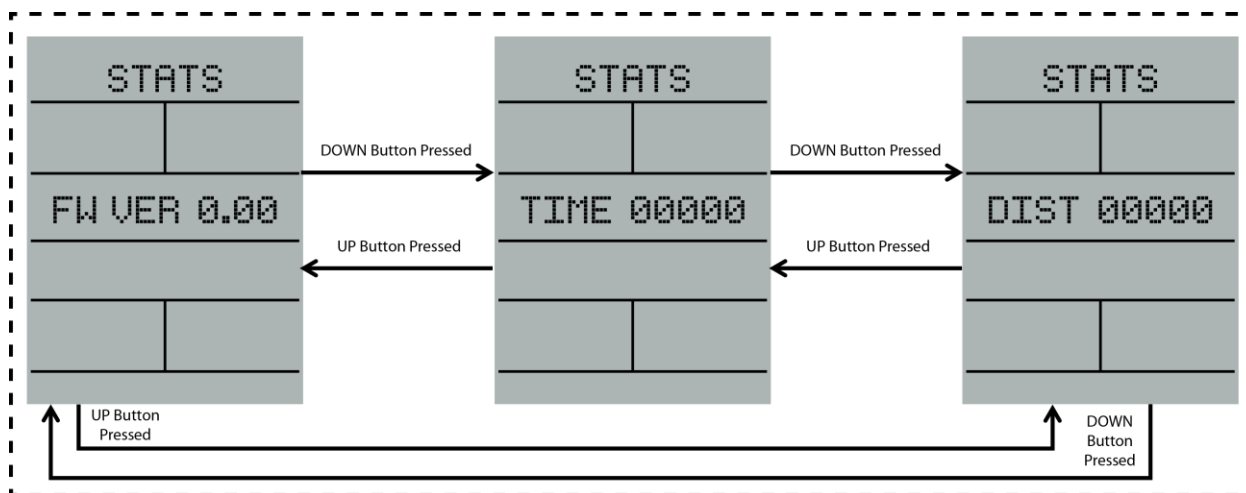 STATS
STATS
STATS
DOWN Button Pressed
DOWN Button Pressed
FW VER 0.00
TIME 00000
DIST 00000
UP Button Pressed
UP Button Pressed
UP Button
Pressed
DOWN
Button
Pressed